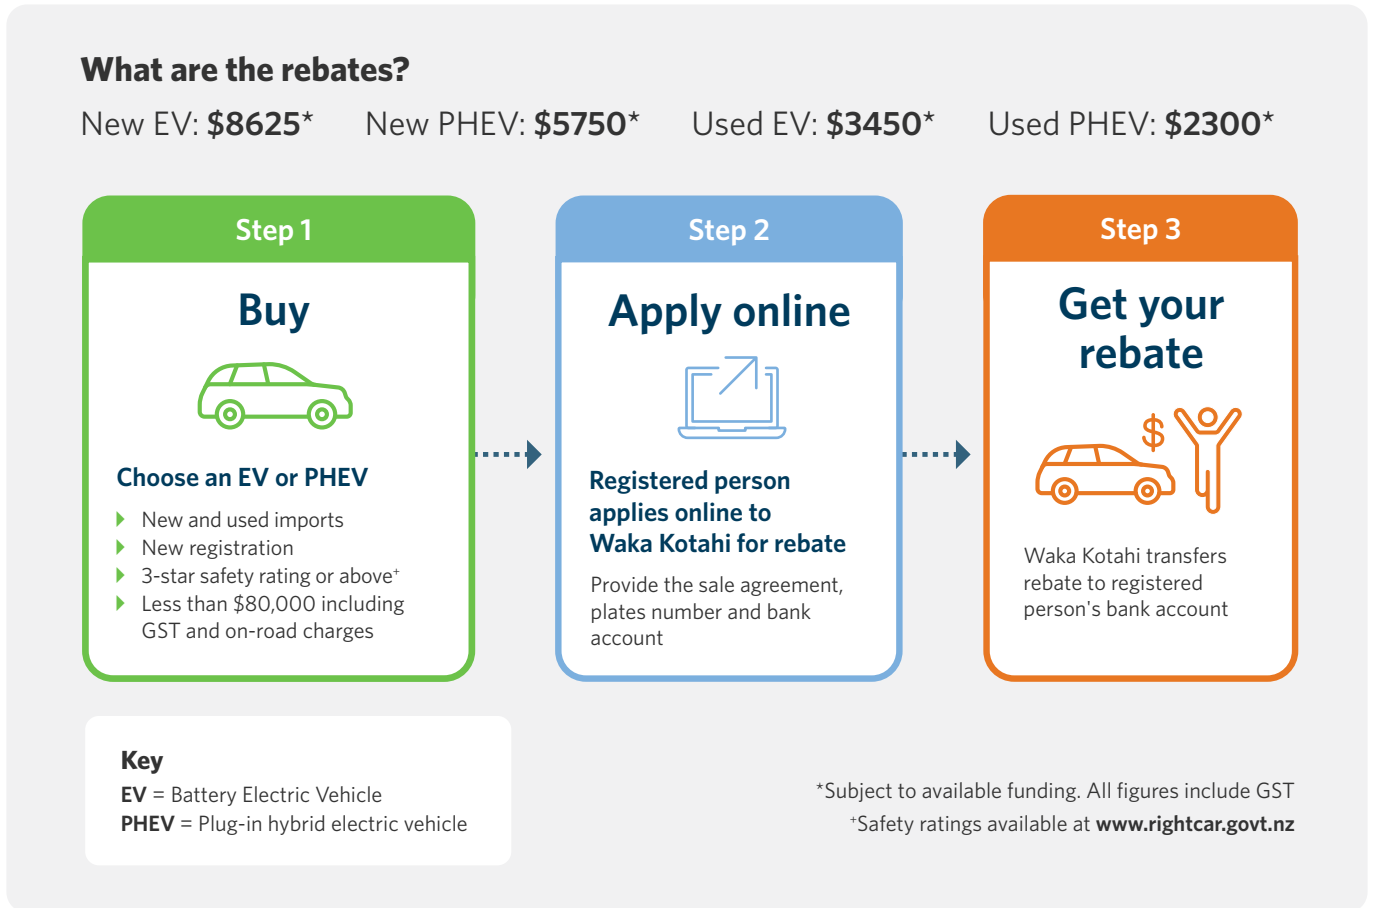 What are the rebates?
New EV: $8625* New PHEV: $5750* Used EV: $3450* Used PHEV: $2300*
Step 1
Buy
Choose an EV or PHEV
New and used imports
New registration
3-star safety rating or above+
Less than $80,000 including
GST and on-road charges
Step 2
Apply online
Registered person
applies online to
Waka Kotahi for rebate
Provide the sale agreement,
plates number and bank
account
Step 3
Get your
rebate
$
Waka Kotahi transfers
rebate to registered
person's bank account
Key
EV = Battery Electric Vehicle
PHEV = Plug-in hybrid electric vehicle
*Subject to available funding. All figures include GST
+Safety ratings available at www.rightcar.govt.nz